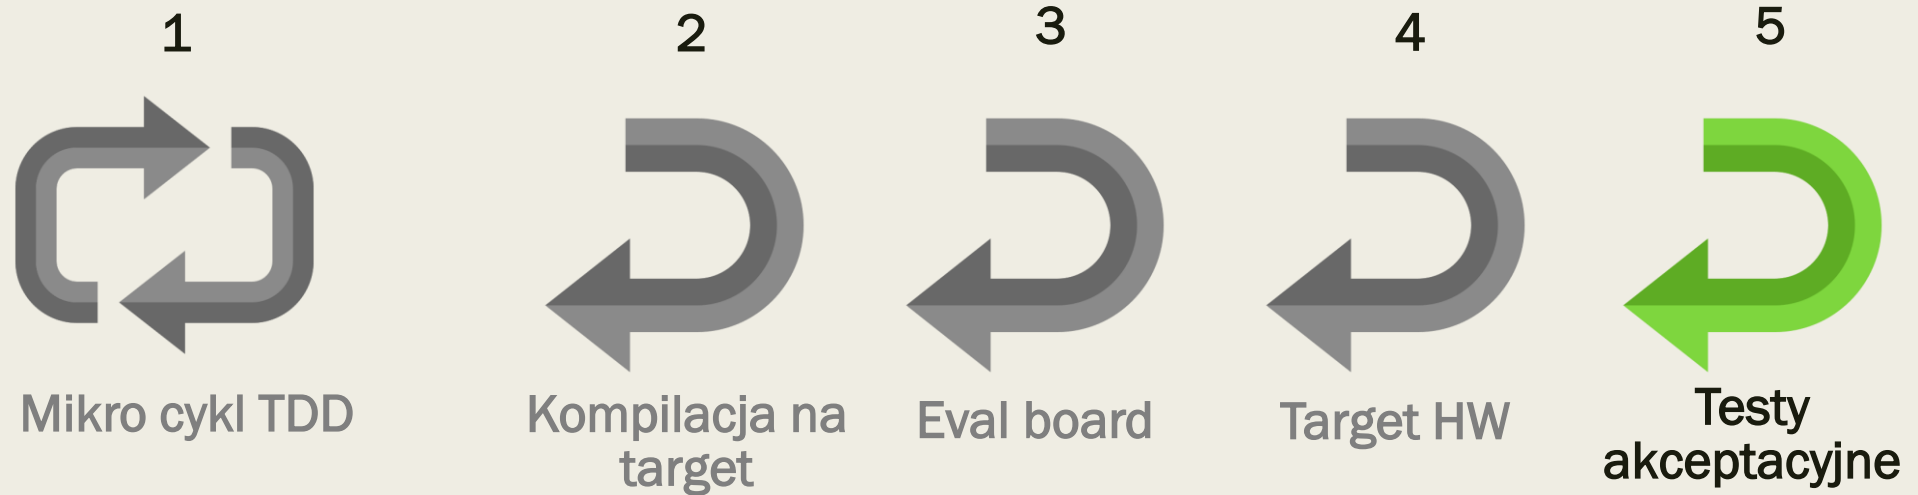 1
2
3
4
5
Mikro cykl TDD
Kompilacja na
target
Eval board
Target HW
Testy
akceptacyjne